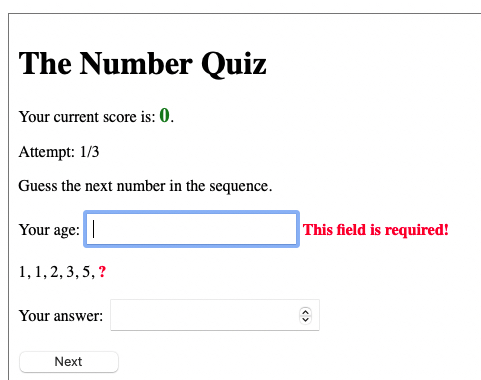 The Number Quiz
Your current score is: 0.
Attempt: 1/3
Guess the next number in the sequence.
Your age: This field is required!
1, 1, 2, 3, 5, ?
Your answer:
Next